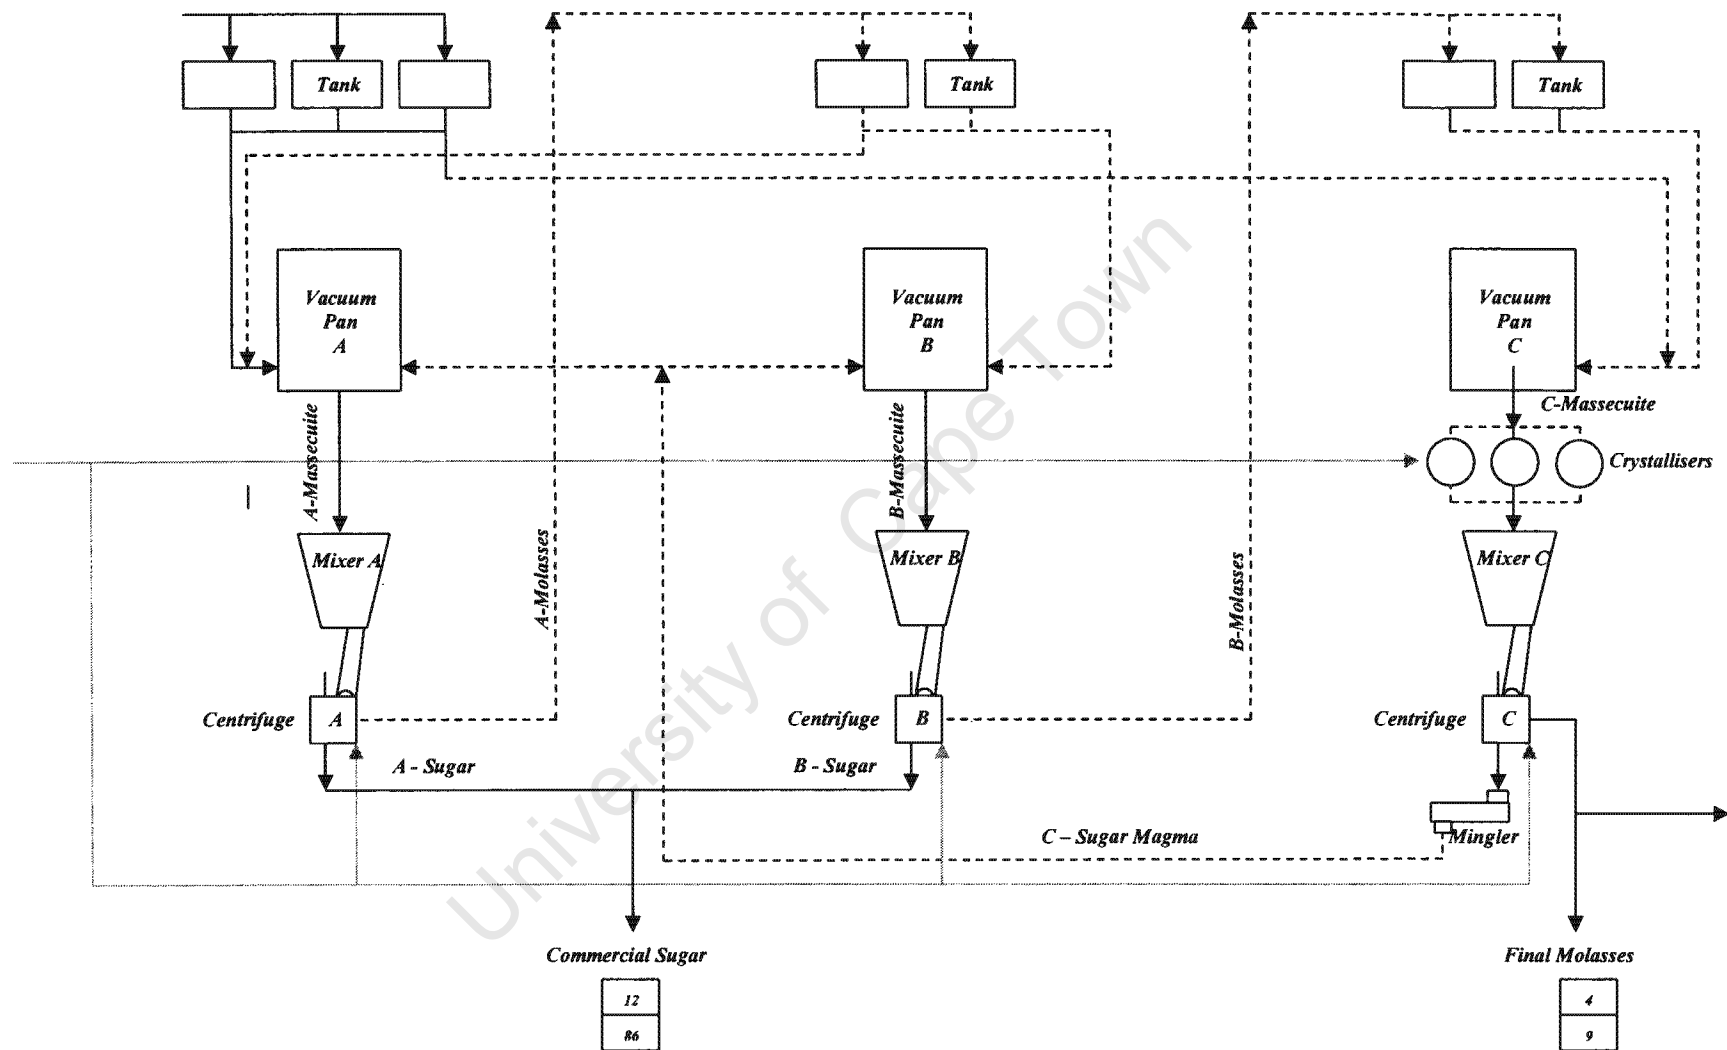 Tank
Tank
Tank
Vacuum
Pan
A
Vacuum
Pan
B
Vacuum
Pan
C
C-Massecuite
A-Massecuite
B-Massecuite
Crystallisers
Mixer A
Mixer B
Mixer C
A-Molasses
B-Molasses
Centrifuge A
Centrifuge B
Centrifuge C
A - Sugar
B - Sugar
C – Sugar Magma
Mingler
Commercial Sugar
12
86
Final Molasses
4
9
University of Cape Town